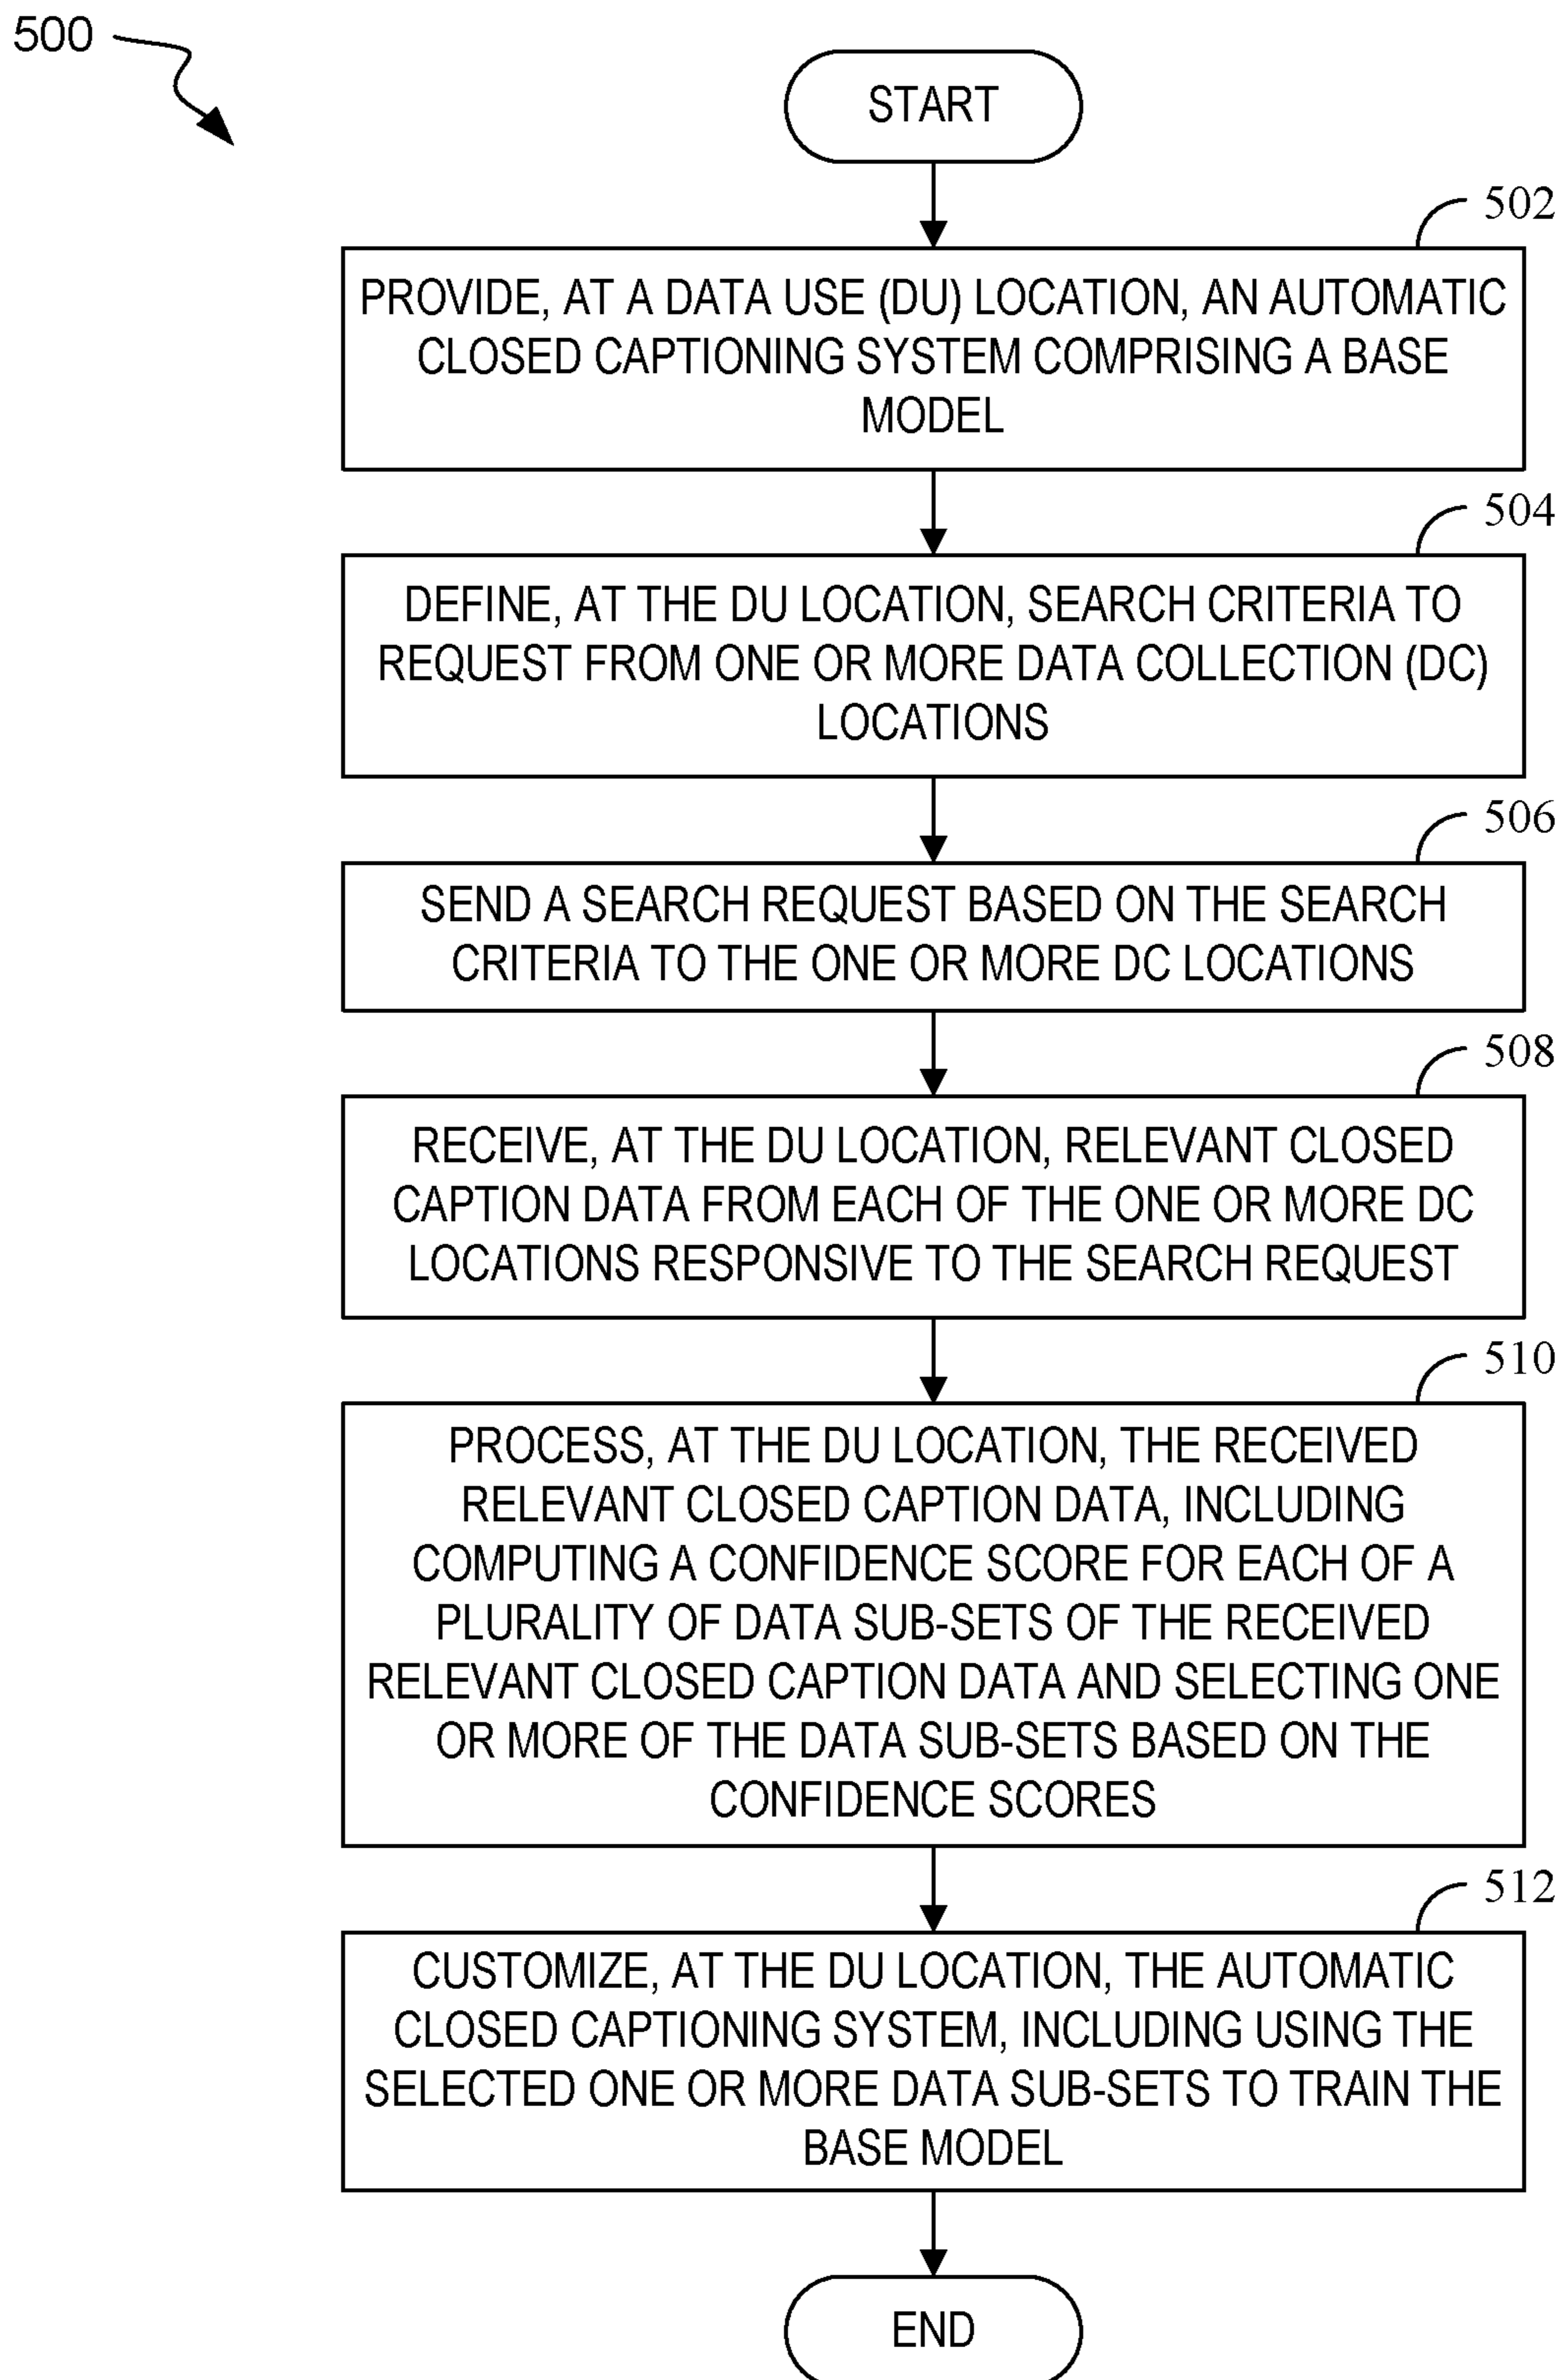 500
START
502
PROVIDE, AT A DATA USE (DU) LOCATION, AN AUTOMATIC
CLOSED CAPTIONING SYSTEM COMPRISING A BASE
MODEL
504
DEFINE, AT THE DU LOCATION, SEARCH CRITERIA TO
REQUEST FROM ONE OR MORE DATA COLLECTION (DC)
LOCATIONS
506
SEND A SEARCH REQUEST BASED ON THE SEARCH
CRITERIA TO THE ONE OR MORE DC LOCATIONS
508
RECEIVE, AT THE DU LOCATION, RELEVANT CLOSED
CAPTION DATA FROM EACH OF THE ONE OR MORE DC
LOCATIONS RESPONSIVE TO THE SEARCH REQUEST
510
PROCESS, AT THE DU LOCATION, THE RECEIVED
RELEVANT CLOSED CAPTION DATA, INCLUDING
COMPUTING A CONFIDENCE SCORE FOR EACH OF A
PLURALITY OF DATA SUB-SETS OF THE RECEIVED
RELEVANT CLOSED CAPTION DATA AND SELECTING ONE
OR MORE OF THE DATA SUB-SETS BASED ON THE
CONFIDENCE SCORES
512
CUSTOMIZE, AT THE DU LOCATION, THE AUTOMATIC
CLOSED CAPTIONING SYSTEM, INCLUDING USING THE
SELECTED ONE OR MORE DATA SUB-SETS TO TRAIN THE
BASE MODEL
END